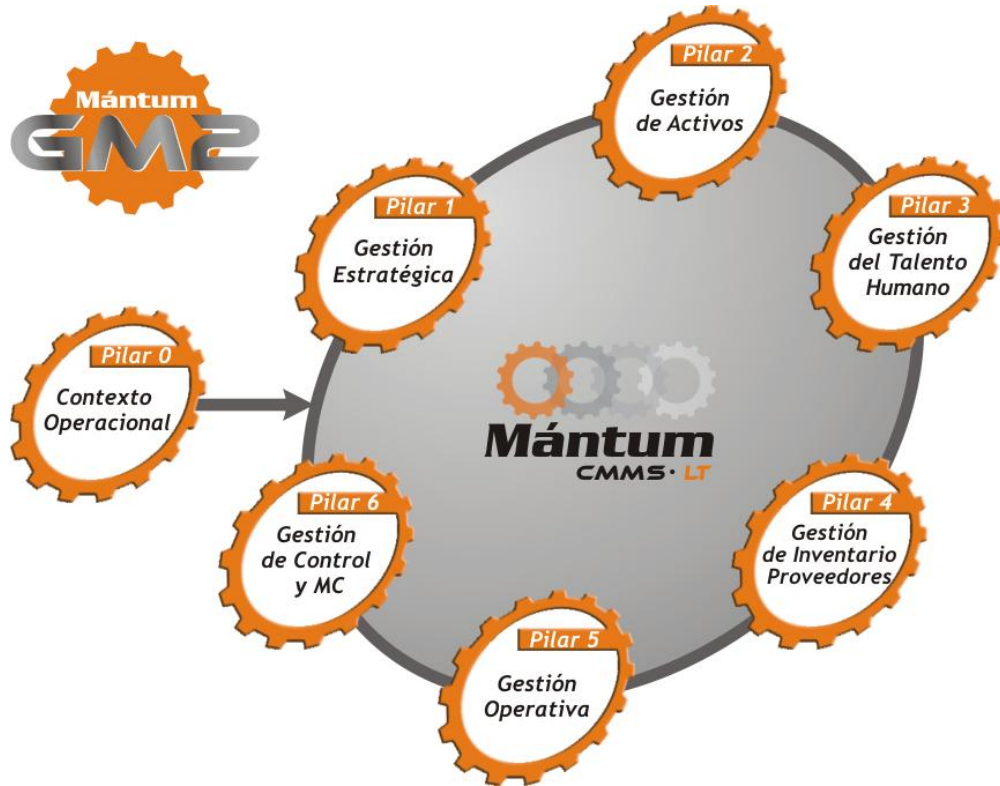 Mántum
GM2
Pilar 0
Contexto
Operacional
Pilar 1
Gestión
Estratégica
Pilar 2
Gestión
de Activos
Pilar 3
Gestión
del Talento
Humano
Pilar 4
Gestión
de Inventario
Proveedores
Pilar 5
Gestión
Operativa
Pilar 6
Gestión
de Control
y MC
Mántum
CMMS· LT